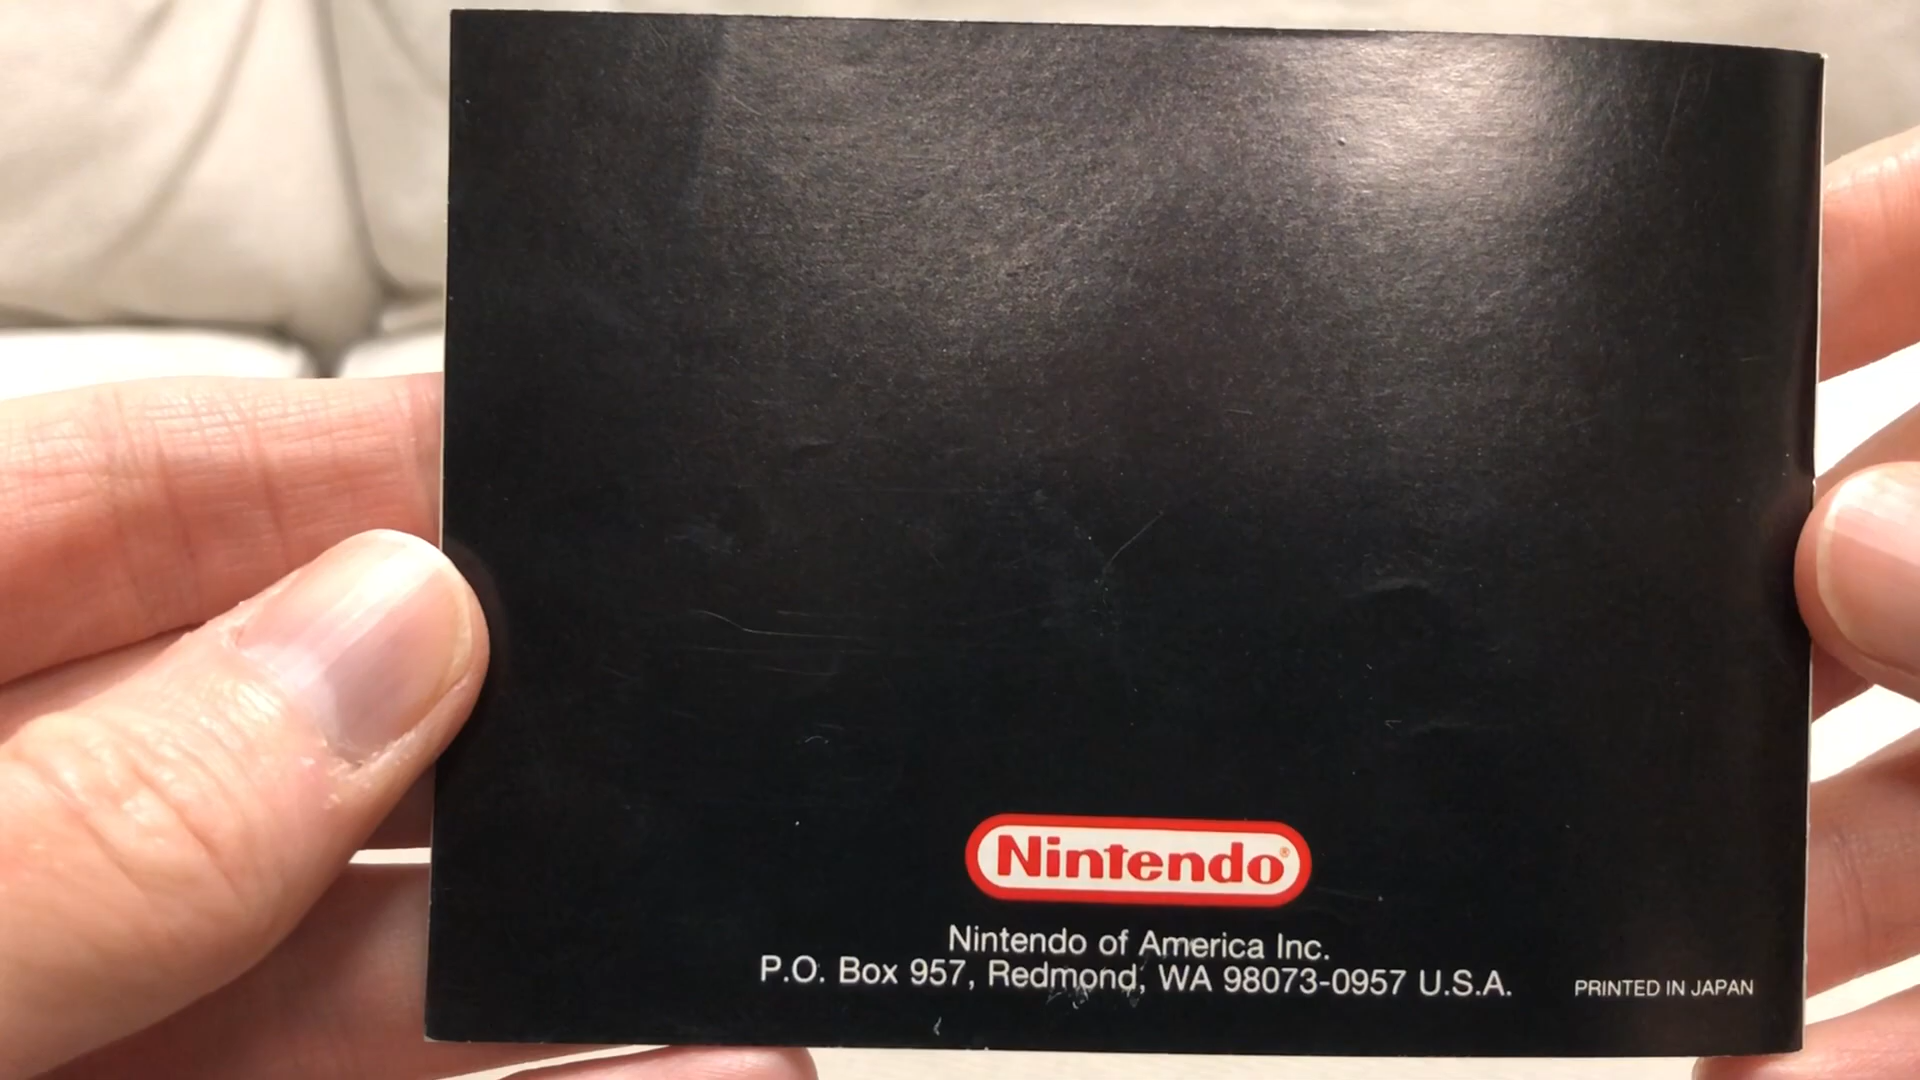 Nintendo®
Nintendo of America Inc.
P.O. Box 957, Redmond, WA 98073-0957 U.S.A.
PRINTED IN JAPAN